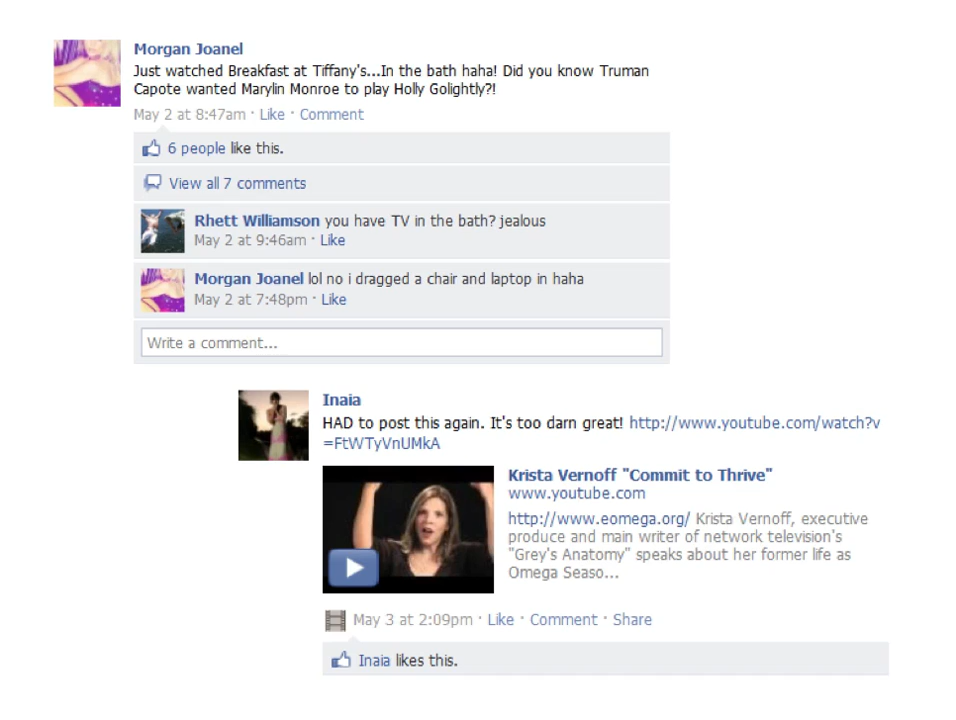 Morgan Joanel
Just watched Breakfast at Tiffany's...In the bath haha! Did you know Truman
Capote wanted Marylin Monroe to play Holly Golightly?!
May 2 at 8:47am · Like · Comment
6 people like this.
View all 7 comments
Rhett Williamson you have TV in the bath? jealous
May 2 at 9:46am · Like
Morgan Joanel lol no i dragged a chair and laptop in haha
May 2 at 7:48pm · Like
Write a comment...
Inaia
HAD to post this again. It's too darn great! http://www.youtube.com/watch?v
=FtWTyVnUMkA
Krista Vernoff "Commit to Thrive"
www.youtube.com
http://www.eomega.org/ Krista Vernoff, executive
produce and main writer of network television's
"Grey's Anatomy" speaks about her former life as
Omega Seaso...
May 3 at 2:09pm · Like · Comment · Share
Inaia likes this.